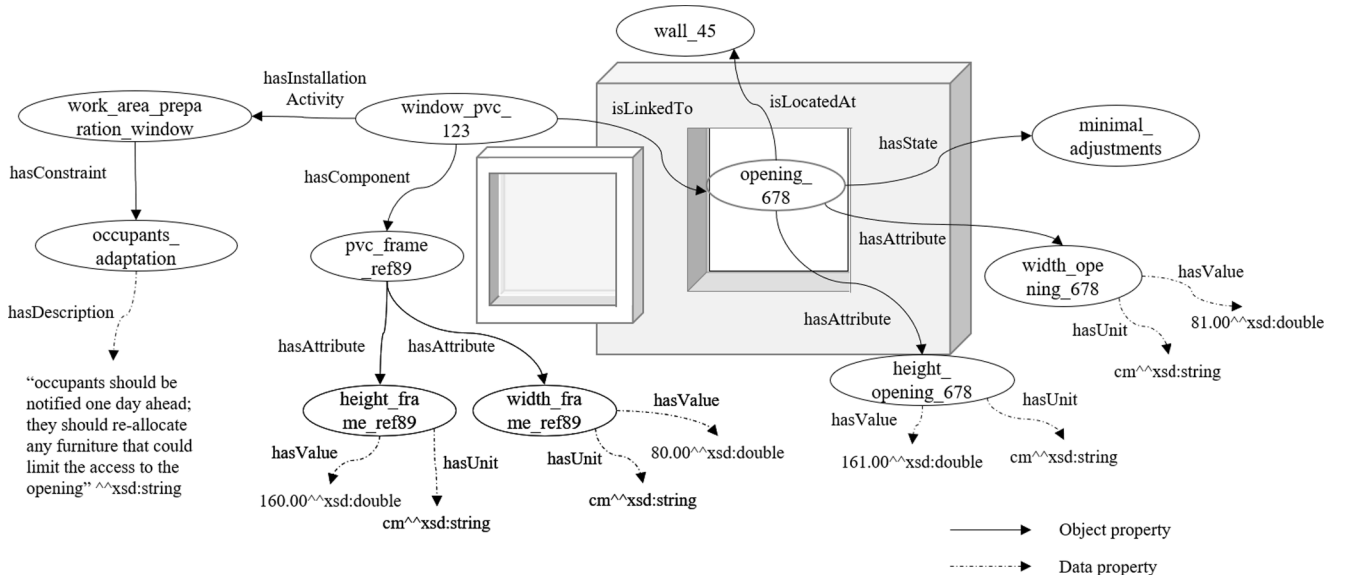 wall_45
hasInstallation
Activity
work_area_prepa
ration_window
window_pvc_
123
isLinkedTo
isLocatedAt
hasState
minimal_
adjustments
hasConstraint
hasComponent
opening_
678
occupants_
adaptation
pvc_frame
_ref89
hasAttribute
width_ope
ning_678
hasValue
81.00^^xsd:double
hasUnit
cm^^xsd:string
hasDescription
hasAttribute
hasAttribute
hasAttribute
height_
opening_678
hasValue
hasUnit
161.00^^xsd:double
cm^^xsd:string
“occupants should be
notified one day ahead;
they should re-allocate
any furniture that could
limit the access to the
opening” ^^xsd:string
height_fra
me_ref89
width_fra
me_ref89
hasValue
80.00^^xsd:double
hasValue
hasUnit
hasUnit
160.00^^xsd:double
cm^^xsd:string
cm^^xsd:string
Object property
Data property